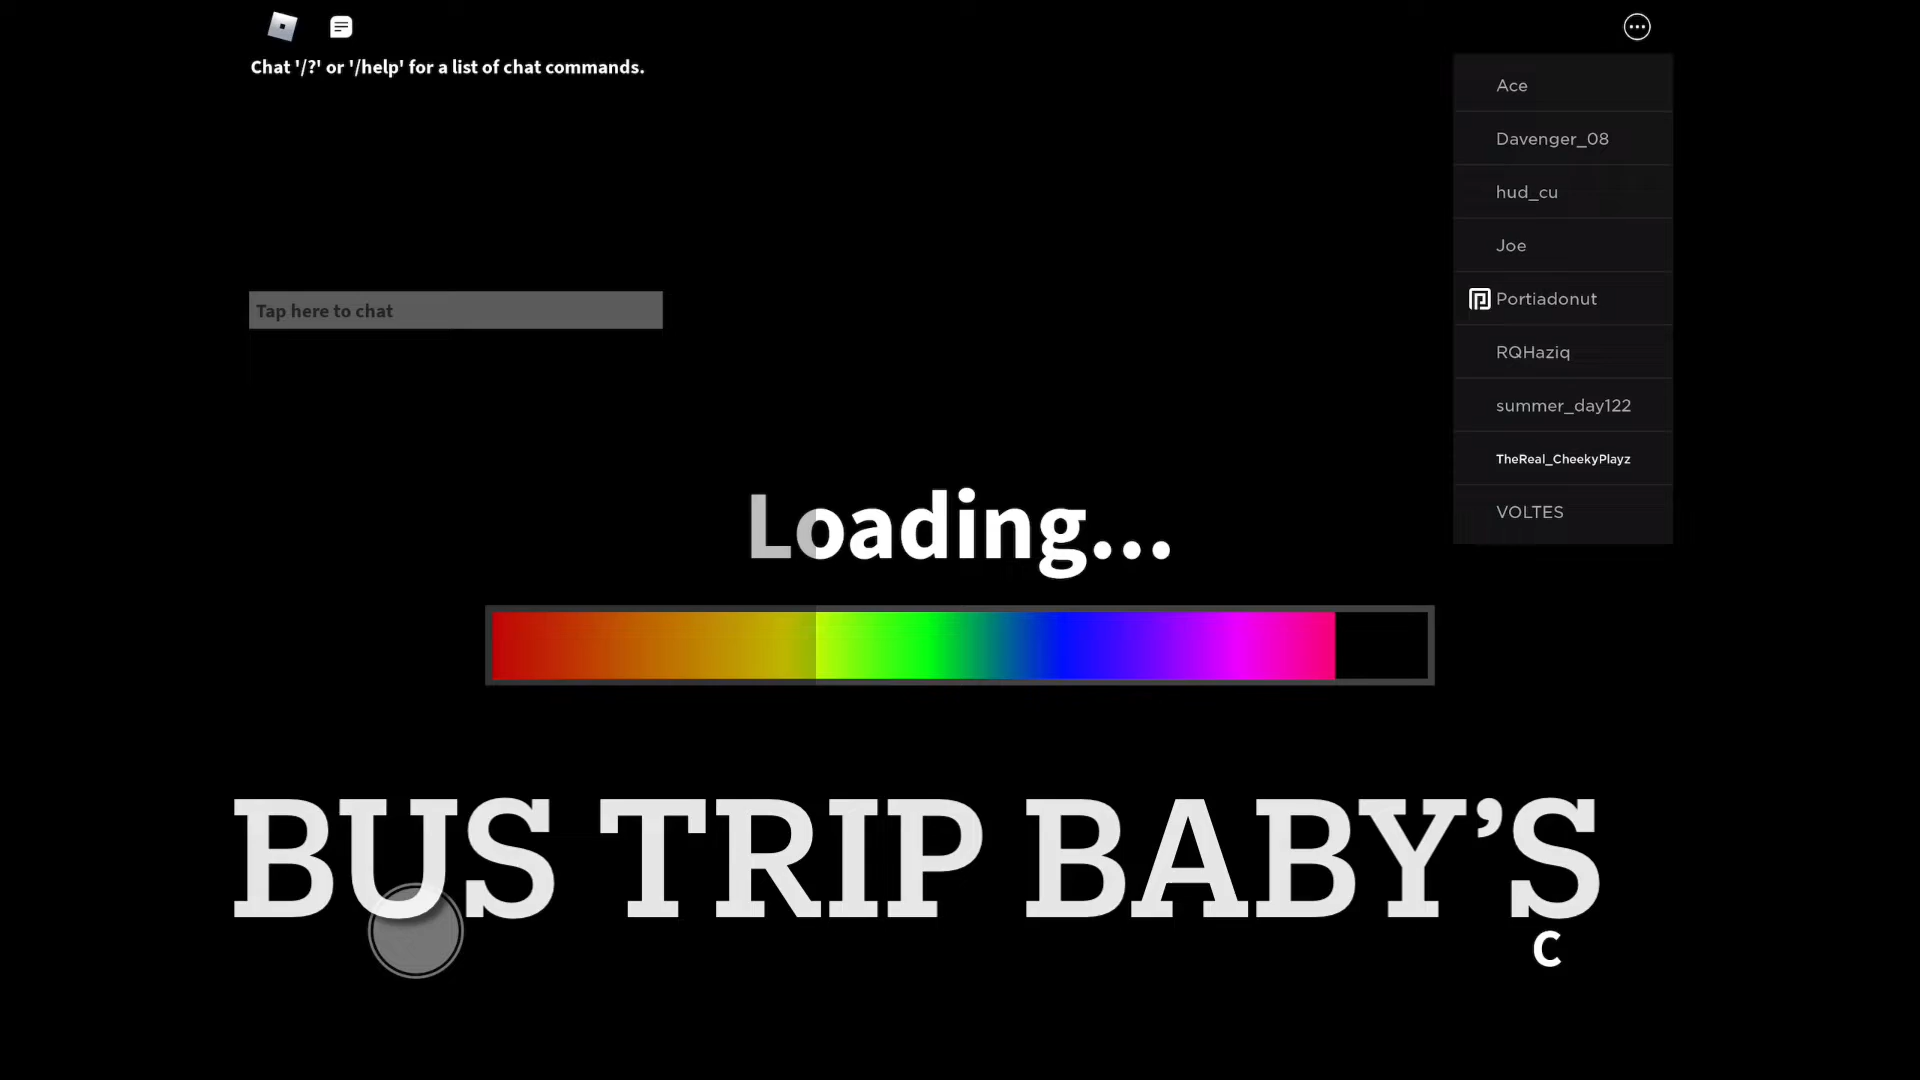 Chat '/?' or '/help' for a list of chat commands.
Tap here to chat
Ace
Davenger_08
hud_cu
Joe
Portiadonut
RQHaziq
summer_day122
TheReal_CheekyPlayz
VOLTES
Loading...
BUS TRIP BABY’S
C